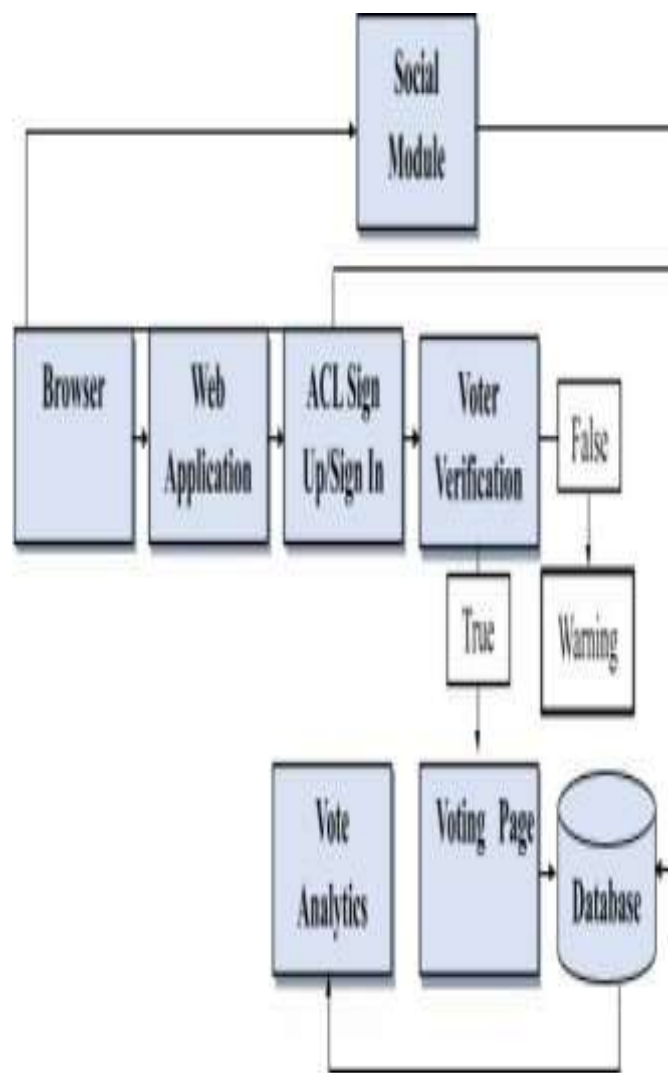 Social
Module
Browser
Web
Application
ACL Sign
Up/Sign In
Voter
Verification
False
True
Warning
Vote
Analytics
Voting Page
Database